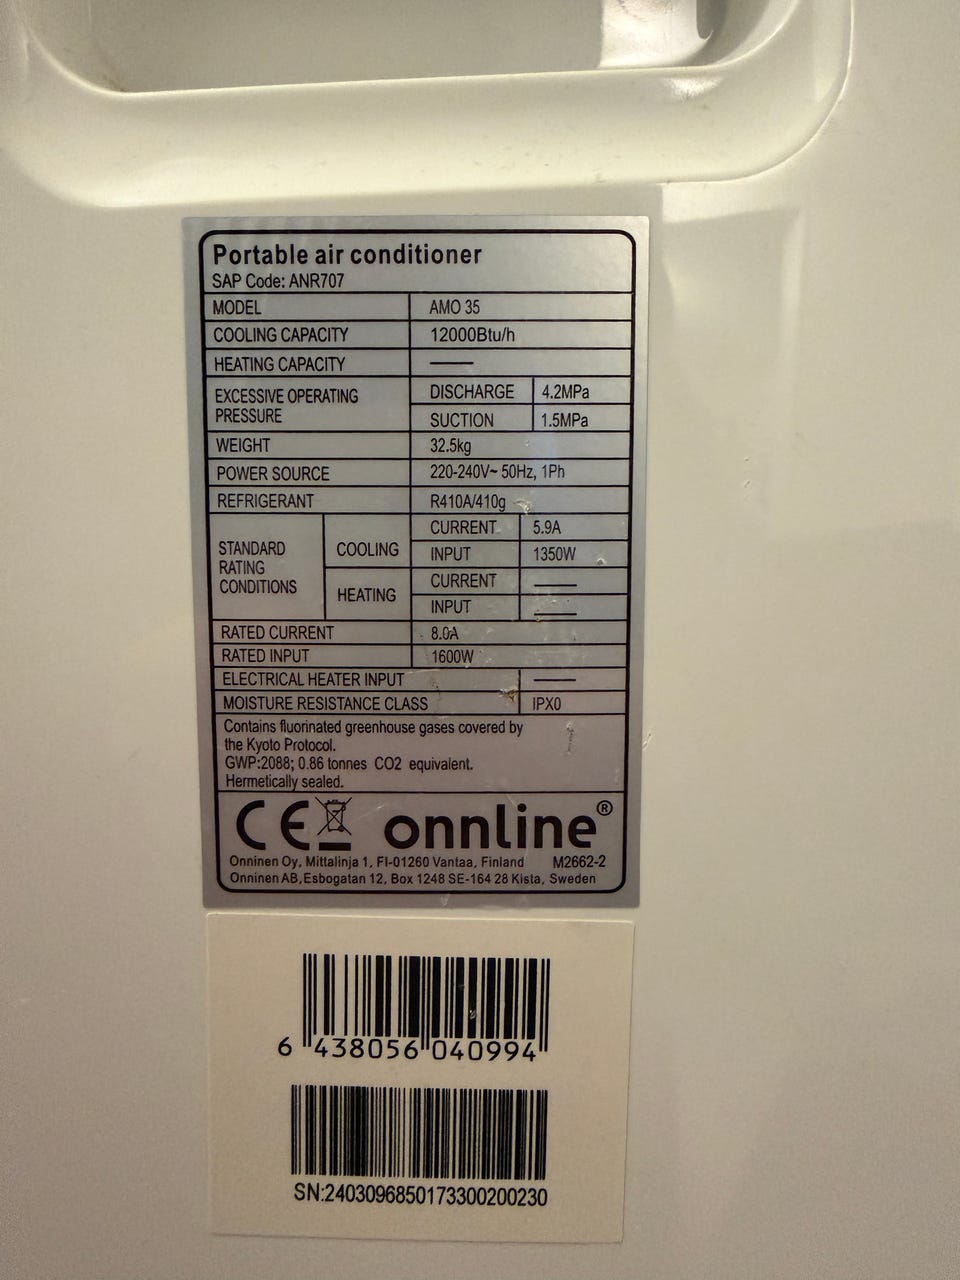 Portable air conditioner
SAP Code: ANR707
MODEL AMO 35
COOLING CAPACITY 12000Btu/h
HEATING CAPACITY ——
EXCESSIVE OPERATING PRESSURE DISCHARGE 4.2MPa
SUCTION 1.5MPa
WEIGHT 32.5kg
POWER SOURCE 220-240V~ 50Hz, 1Ph
REFRIGERANT R410A/410g
STANDARD RATING CONDITIONS COOLING CURRENT 5.9A
INPUT 1350W
HEATING CURRENT ——
INPUT ——
RATED CURRENT 8.0A
RATED INPUT 1600W
ELECTRICAL HEATER INPUT ——
MOISTURE RESISTANCE CLASS IPX0
Contains fluorinated greenhouse gases covered by
the Kyoto Protocol.
GWP:2088; 0.86 tonnes CO2 equivalent.
Hermetically sealed.
CE onnline®
Onninen Oy, Mittalinja 1, FI-01260 Vantaa, Finland M2662-2
Onninen AB,Esbogatan 12, Box 1248 SE-164 28 Kista, Sweden
6 438056 040994
SN:2403096850173300200230